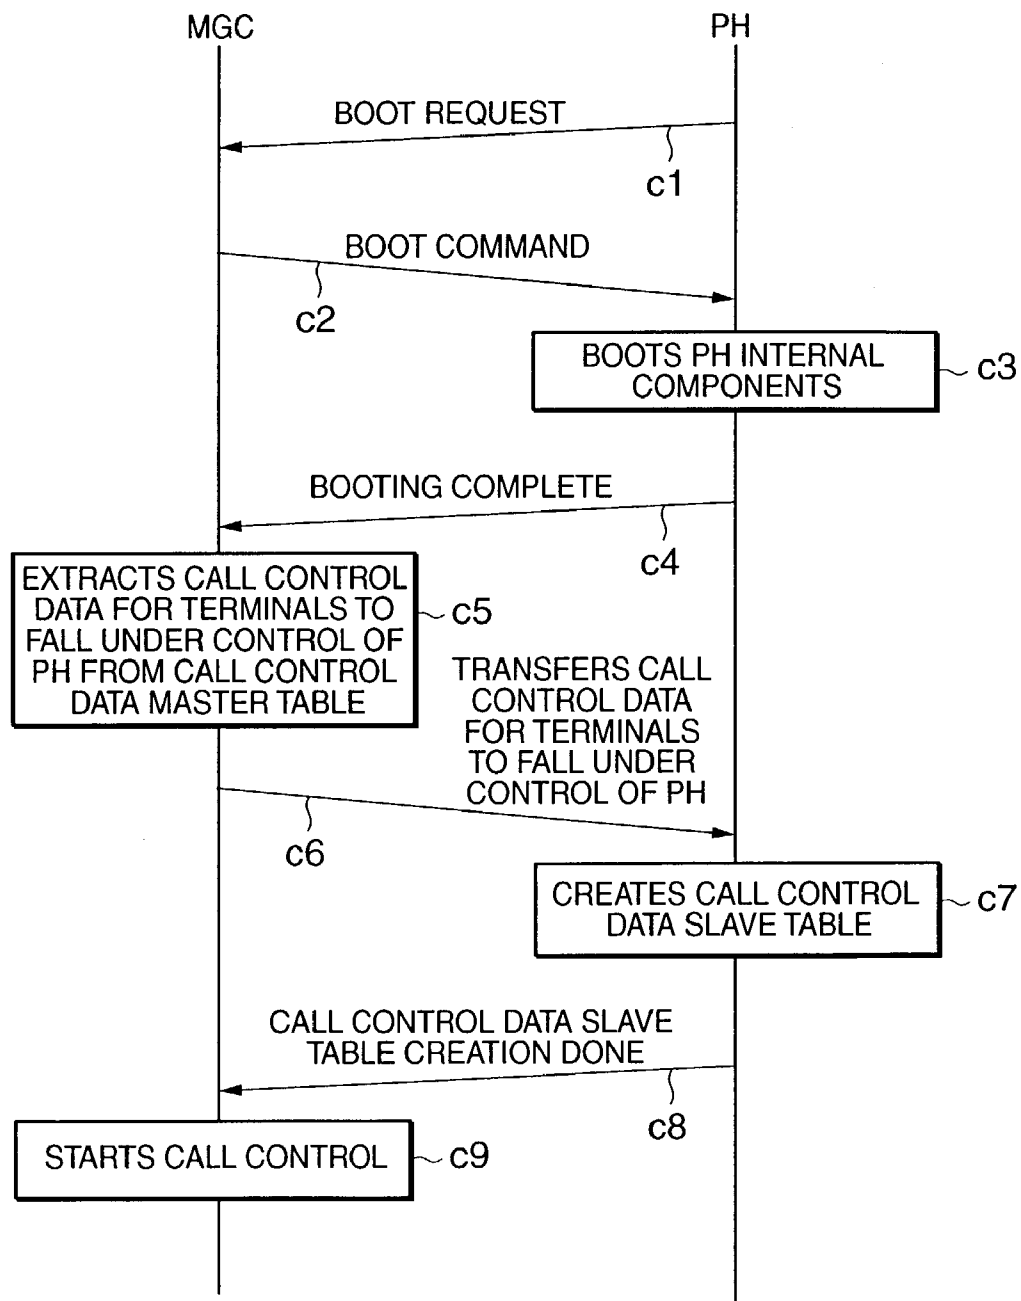 MGC
PH
BOOT REQUEST
c1
BOOT COMMAND
c2
BOOTS PH INTERNAL
COMPONENTS
c3
BOOTING COMPLETE
c4
EXTRACTS CALL CONTROL
DATA FOR TERMINALS TO
FALL UNDER CONTROL OF
PH FROM CALL CONTROL
DATA MASTER TABLE
c5
TRANSFERS CALL
CONTROL DATA
FOR TERMINALS
TO FALL UNDER
CONTROL OF PH
c6
CREATES CALL CONTROL
DATA SLAVE TABLE
c7
CALL CONTROL DATA SLAVE
TABLE CREATION DONE
c8
STARTS CALL CONTROL
c9